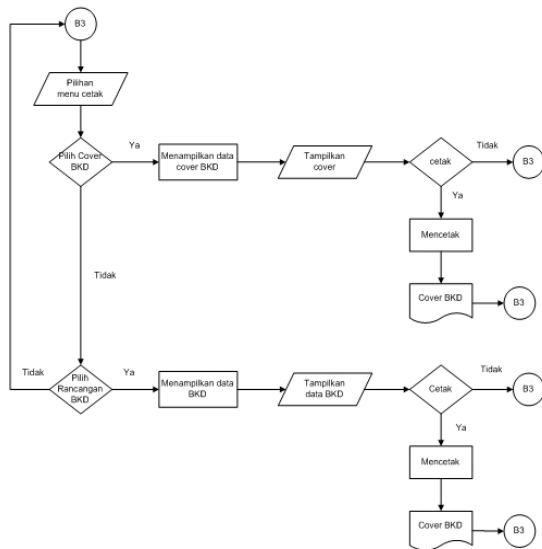 B3
Pilihan
menu cetak
Pilih Cover
BKD
Ya
Menampilkan data
cover BKD
Tampilkan
cover
cetak
Tidak
B3
Ya
Mencetak
Cover BKD
B3
Tidak
Tidak
Pilih
Rancangan
BKD
Ya
Menampilkan data
BKD
Tampilkan
data BKD
Cetak
Tidak
B3
Ya
Mencetak
Cover BKD
B3